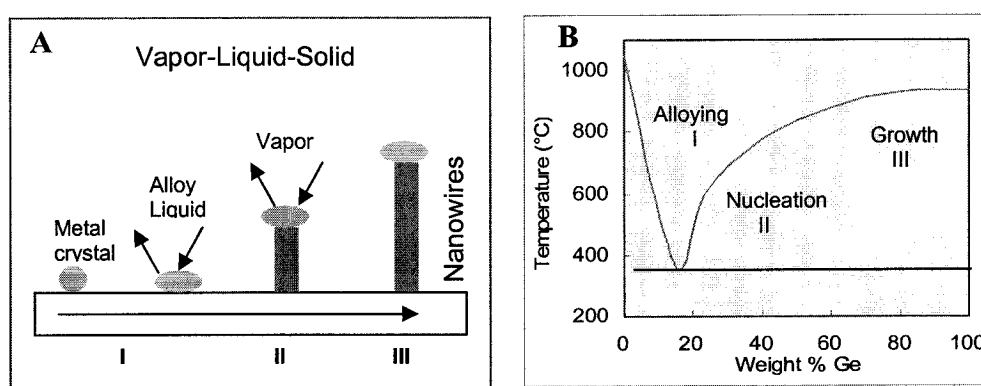 A
Vapor-Liquid-Solid
Vapor
Alloy
Liquid
Metal
crystal
Nanowires
I
II
III
B
Temperature (°C)
1000
800
600
400
200
Alloying
I
Nucleation
II
Growth
III
0
20
40
60
80
100
Weight % Ge